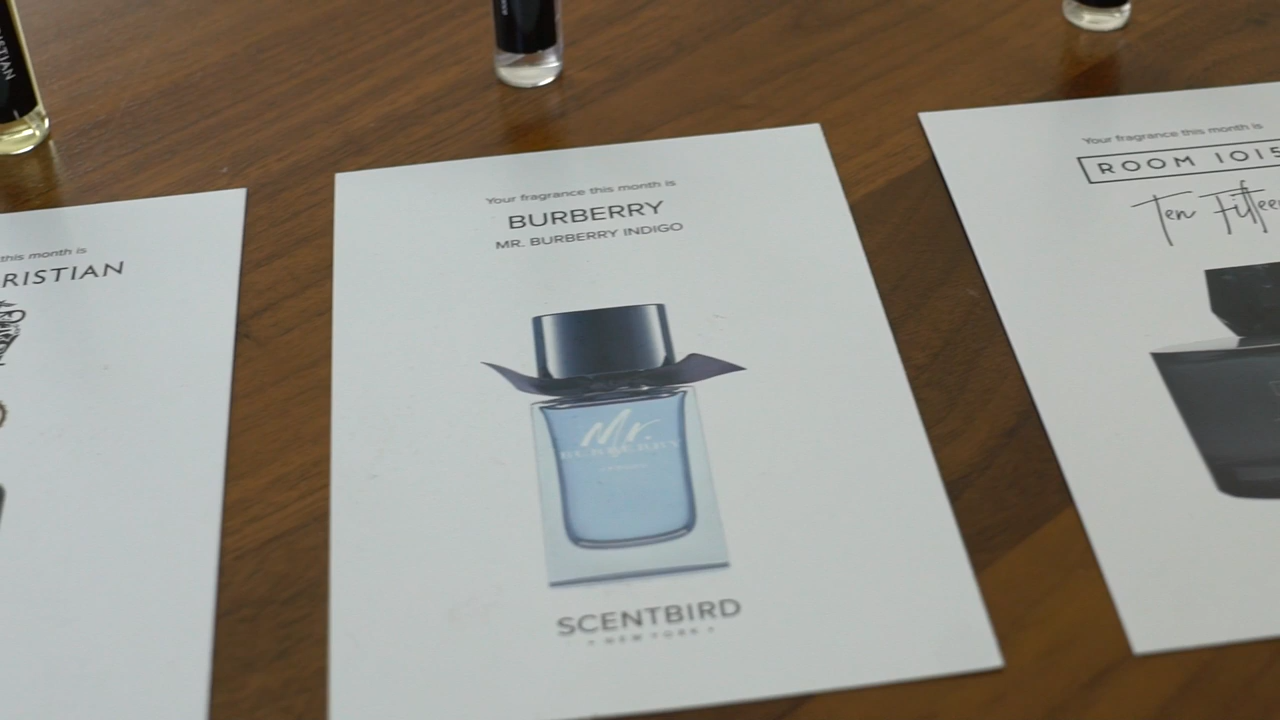 RISTIAN
this month is
RISTIAN
Your fragrance this month is
BURBERRY
MR. BURBERRY INDIGO
Mr.
BURBERRY
SCENTBIRD
NEW YORK
Your fragrance this month is
ROOM 1015
Ten Fifteen